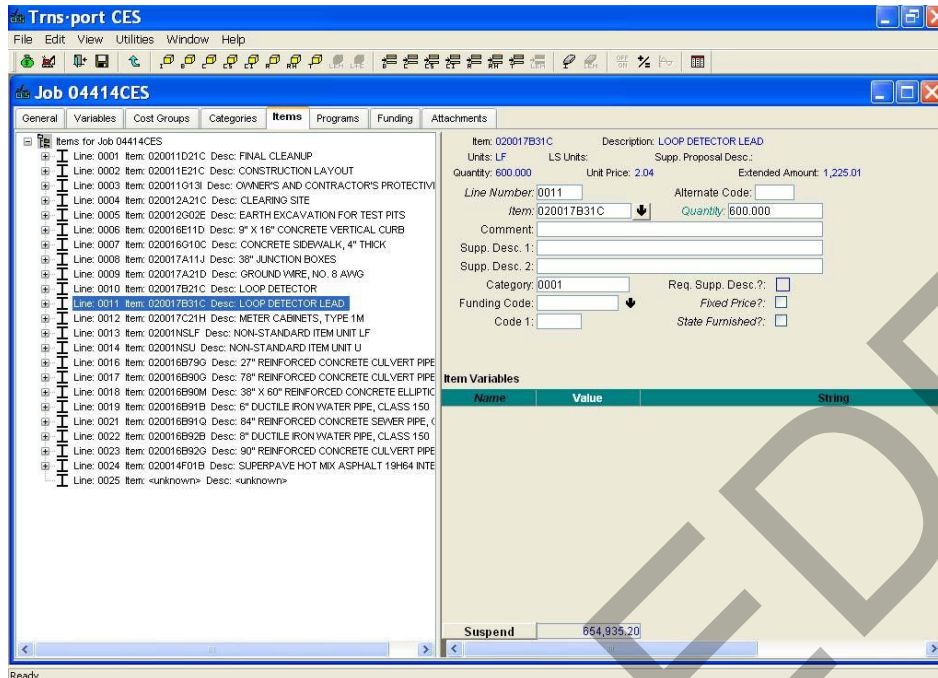 Trns·port CES
File Edit View Utilities Window Help
Job 04414CES
General Variables Cost Groups Categories Items Programs Funding Attachments
Items for Job 04414CES
Line: 0001 Item: 020011D21C Desc: FINAL CLEANUP
Line: 0002 Item: 020011E21C Desc: CONSTRUCTION LAYOUT
Line: 0003 Item: 020011G13I Desc: OWNER'S AND CONTRACTOR'S PROTECTIVI
Line: 0004 Item: 020012A21C Desc: CLEARING SITE
Line: 0005 Item: 020012G02E Desc: EARTH EXCAVATION FOR TEST PITS
Line: 0006 Item: 020016E11D Desc: 9" X 16" CONCRETE VERTICAL CURB
Line: 0007 Item: 020016G10C Desc: CONCRETE SIDEWALK, 4" THICK
Line: 0008 Item: 020017A11J Desc: 38" JUNCTION BOXES
Line: 0009 Item: 020017A21D Desc: GROUND WIRE, NO. 8 AWG
Line: 0010 Item: 020017B21C Desc: LOOP DETECTOR
Line: 0011 Item: 020017B31C Desc: LOOP DETECTOR LEAD
Line: 0012 Item: 020017C21H Desc: METER CABINETS, TYPE 1M
Line: 0013 Item: 02001NSLF Desc: NON-STANDARD ITEM UNIT LF
Line: 0014 Item: 02001NSU Desc: NON-STANDARD ITEM UNIT U
Line: 0016 Item: 020016B79G Desc: 27" REINFORCED CONCRETE CULVERT PIPE
Line: 0017 Item: 020016B90G Desc: 78" REINFORCED CONCRETE CULVERT PIPE
Line: 0018 Item: 020016B90M Desc: 38" X 60" REINFORCED CONCRETE ELLIPTIC
Line: 0019 Item: 020016B91B Desc: 6" DUCTILE IRON WATER PIPE, CLASS 150
Line: 0021 Item: 020016B91Q Desc: 84" REINFORCED CONCRETE SEWER PIPE, C
Line: 0022 Item: 020016B92B Desc: 8" DUCTILE IRON WATER PIPE, CLASS 150
Line: 0023 Item: 020016B92G Desc: 90" REINFORCED CONCRETE CULVERT PIPE
Line: 0024 Item: 020014F01B Desc: SUPERPAVE HOT MIX ASPHALT 19H64 INTE
Line: 0025 Item: <unknown> Desc: <unknown>
Item: 020017B31C Description: LOOP DETECTOR LEAD
Units: LF LS Units: Supp. Proposal Desc.:
Quantity: 600.000 Unit Price: 2.04 Extended Amount: 1,225.01
Line Number: 0011 Alternate Code:
Item: 020017B31C Quantity: 600.000
Comment:
Supp. Desc. 1:
Supp. Desc. 2:
Category: 0001 Req. Supp. Desc.?:
Funding Code: Fixed Price?:
Code 1: State Furnished?:
Item Variables
Name Value String
Suspend 654,935.20
Ready